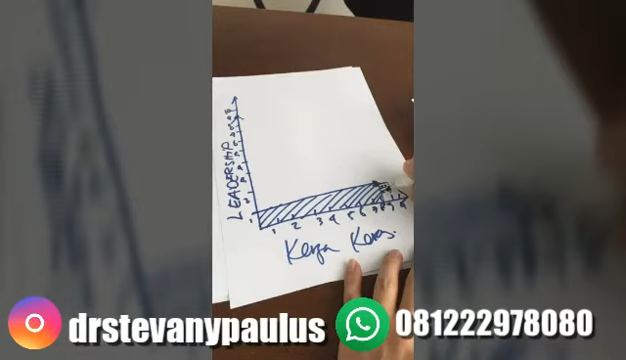 LEADERSHIP
1 2 3 4 5 6 7 8 9
Kerja Keras
drstevanypaulus
081222978080